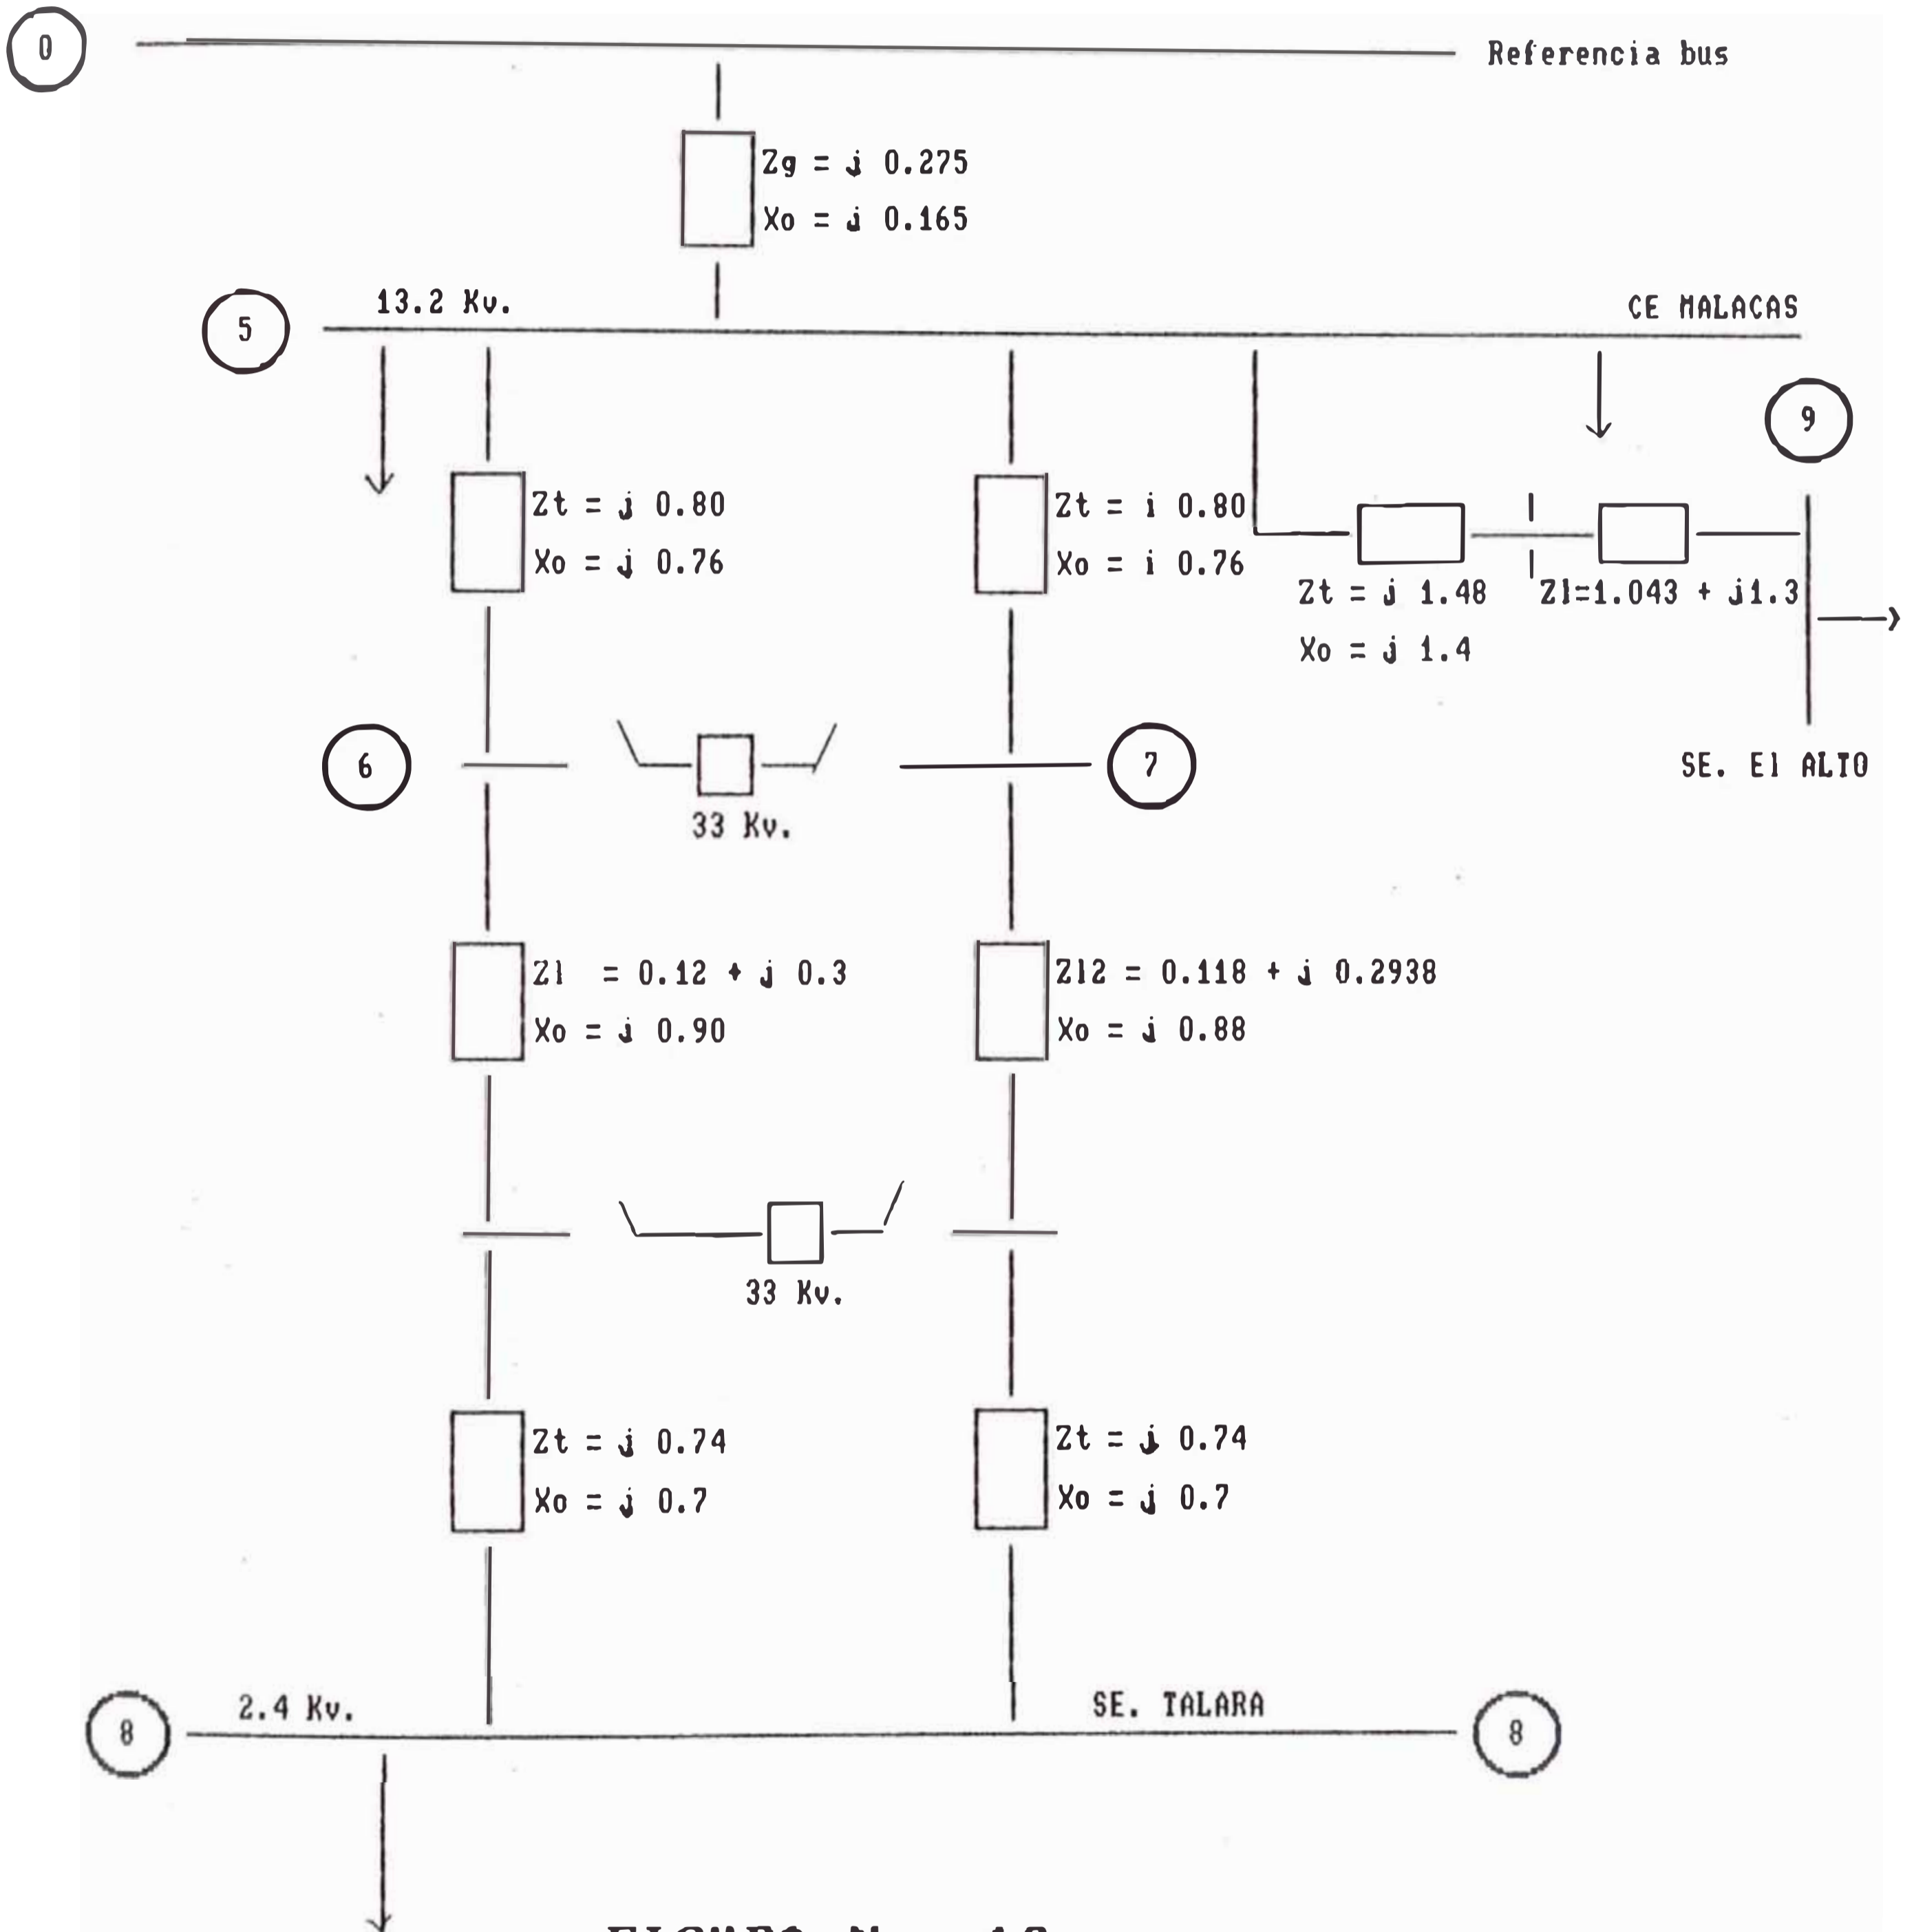 0
Referencia bus
Zg = j 0.275
Xo = j 0.165
13.2 Kv.
CE MALACAS
5
9
Zt = j 0.80
Xo = j 0.76
Zt = i 0.80
Xo = i 0.76
Zt = j 1.48
Xo = j 1.4
Zl=1.043 + j1.3
6
33 Kv.
7
SE. El ALTO
Zl = 0.12 + j 0.3
Xo = j 0.90
Zl2 = 0.118 + j 0.2938
Xo = j 0.88
33 Kv.
Zt = j 0.74
Xo = j 0.7
Zt = j 0.74
Xo = j 0.7
2.4 Kv.
SE. TALARA
8
8